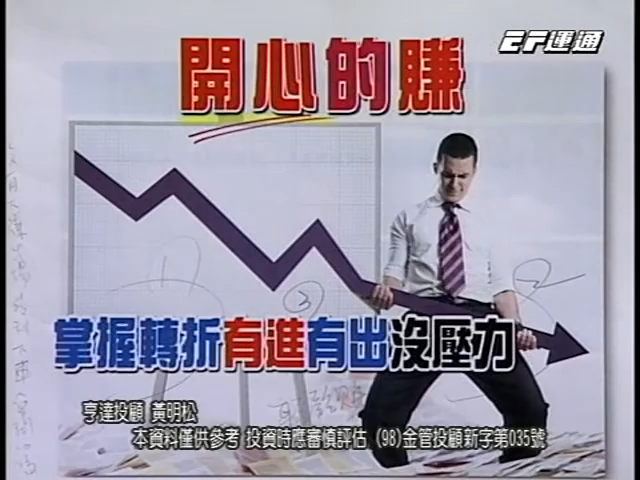 開心的賺
EF運通
掌握轉折有進有出沒壓力
亨達投顧 黃明松
本資料僅供參考 投資時應審慎評估 (98)金管投顧新字第035號